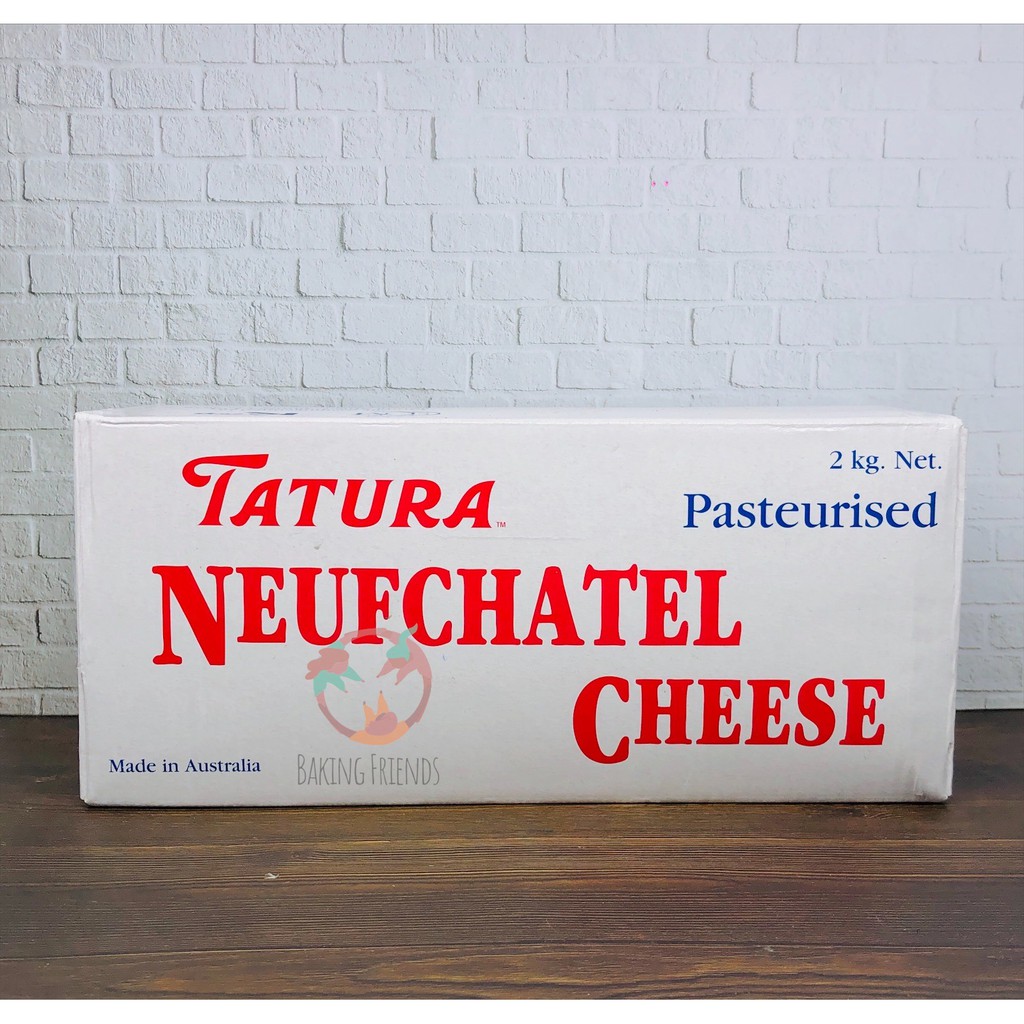 TATURA™
2 kg. Net.
Pasteurised
NEUFCHATEL
CHEESE
Made in Australia
BAKING FRIENDS